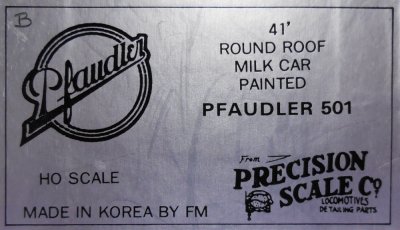 B
Pfaudler
41'
ROUND ROOF
MILK CAR
PAINTED
PFAUDLER 501
HO SCALE
MADE IN KOREA BY FM
From
PRECISION
SCALE CO
LOCOMOTIVES
DETAILING PARTS